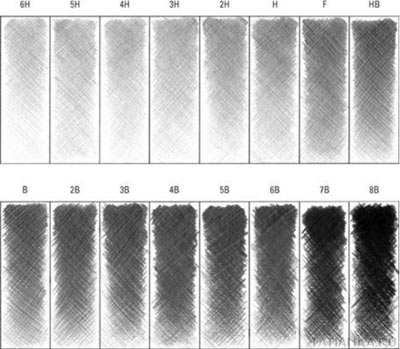 6H 5H 4H 3H 2H H F HB
B 2B 3B 4B 5B 6B 7B 8B